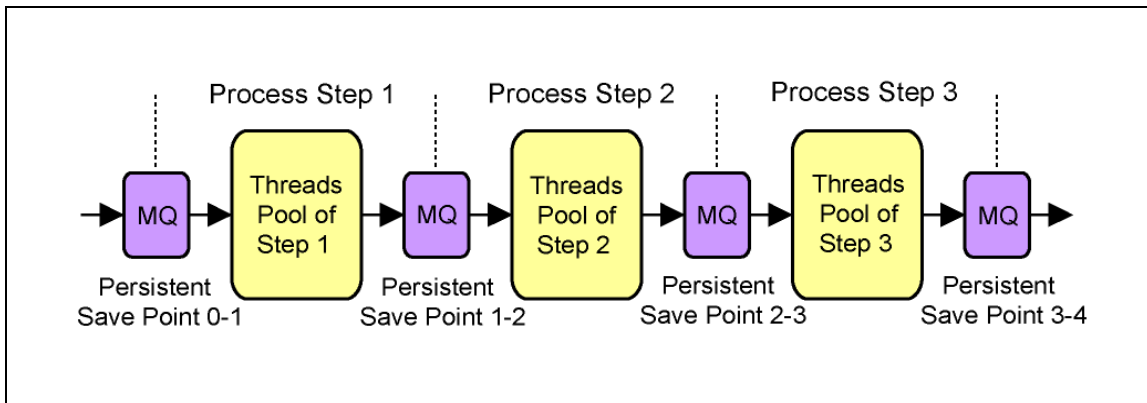 Process Step 1
Process Step 2
Process Step 3
MQ
Threads
Pool of
Step 1
MQ
Threads
Pool of
Step 2
MQ
Threads
Pool of
Step 3
MQ
Persistent
Save Point 0-1
Persistent
Save Point 1-2
Persistent
Save Point 2-3
Persistent
Save Point 3-4